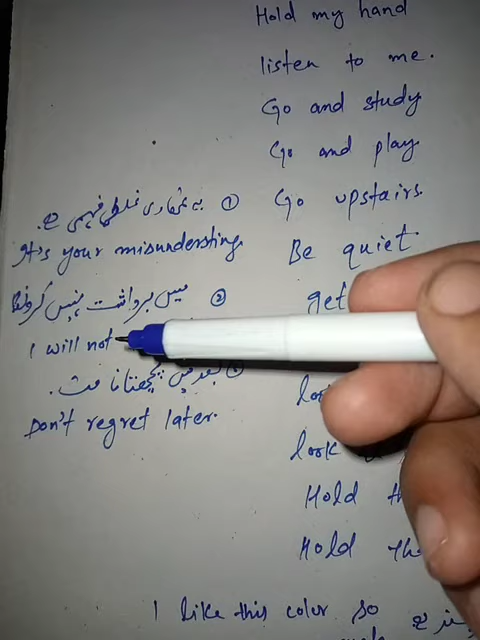 Hold my hand
listen to me.
Go and study
Go and play
Go upstairs.
Be quiet.
get
look
Hold
Hold the
① یہ تمہاری غلط فہمی ہے۔
It's your misundersting.
② میں برداشت نہیں کرونگا
I will not
بعد میں پچھتانا مت۔
Don't regret later.
I like this color so